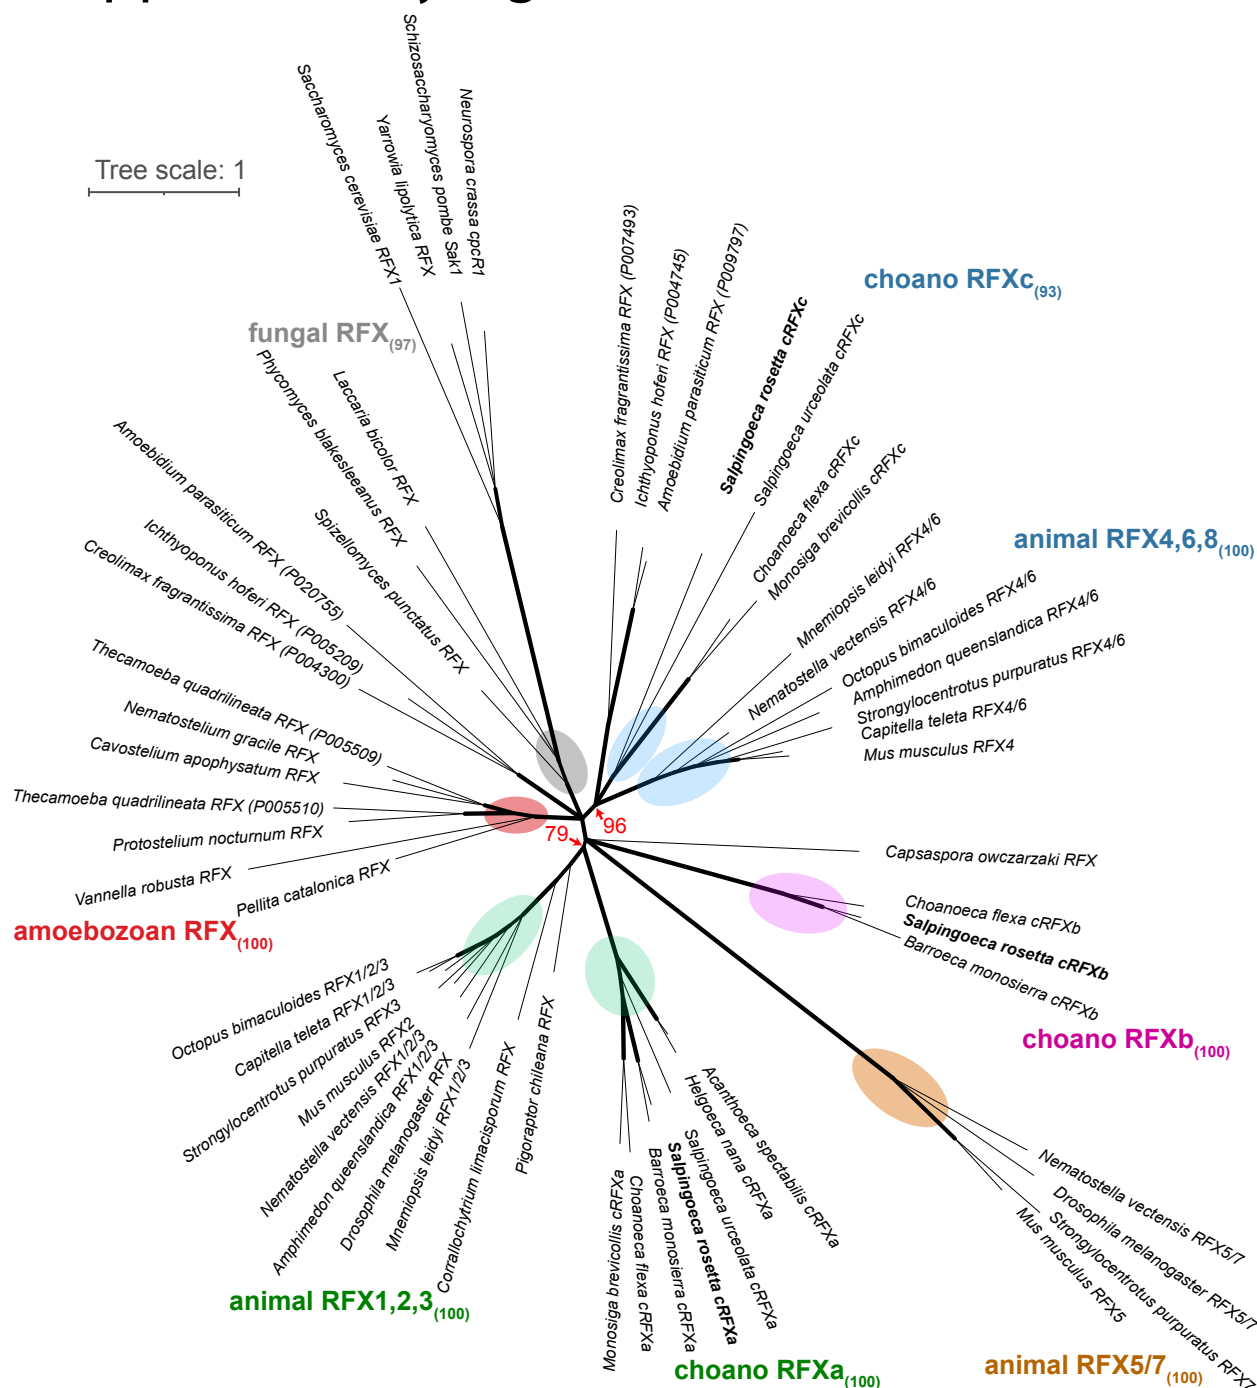 Tree scale: 1
Saccharomyces cerevisiae RFX1
Yarrowia lipolytica RFX
Schizosaccharyomyces pombe Sak1
Neurospora crassa cpcR1
fungal RFX(97)
Phycomyces blakesleeanus RFX
Laccaria bicolor RFX
Spizellomyces punctatus RFX
Amoebidium parasiticum RFX (P020755)
Ichthyoponus hoferi RFX (P005209)
Creolimax fragrantissima RFX (P004300)
Thecamoeba quadrilineata RFX (P005509)
Nematostelium gracile RFX
Cavostelium apophysatum RFX
Thecamoeba quadrilineata RFX (P005510)
Protostelium nocturnum RFX
Vannella robusta RFX
Pellita catalonica RFX
amoebozoan RFX(100)
Creolimax fragrantissima RFX (P007493)
Ichthyoponus hoferi RFX (P004745)
Amoebidium parasiticum RFX (P009797)
choano RFXc(93)
Salpingoeca rosetta cRFXc
Salpingoeca urceolata cRFXc
Choanoeca flexa cRFXc
Monosiga brevicollis cRFXc
animal RFX4,6,8(100)
Mnemiopsis leidyi RFX4/6
Nematostella vectensis RFX4/6
Octopus bimaculoides RFX4/6
Amphimedon queenslandica RFX4/6
Strongylocentrotus purpuratus RFX4/6
Capitella teleta RFX4/6
Mus musculus RFX4
79
96
Capsaspora owczarzaki RFX
Choanoeca flexa cRFXb
Salpingoeca rosetta cRFXb
Barroeca monosierra cRFXb
choano RFXb(100)
Nematostella vectensis RFX5/7
Drosophila melanogaster RFX5/7
Strongylocentrotus purpuratus RFX7
Mus musculus RFX5
animal RFX5/7(100)
Acanthoeca spectabilis cRFXa
Helgoeca nana cRFXa
Salpingoeca urceolata cRFXa
Salpingoeca rosetta cRFXa
Barroeca monosierra cRFXa
Choanoeca flexa cRFXa
Monosiga brevicollis cRFXa
choano RFXa(100)
Pigoraptor chileana RFX
Corrallochytrium limacisporum RFX
Mnemiopsis leidyi RFX1/2/3
Drosophila melanogaster RFX
Amphimedon queenslandica RFX1/2/3
Nematostella vectensis RFX1/2/3
Mus musculus RFX2
Strongylocentrotus purpuratus RFX3
Capitella teleta RFX1/2/3
Octopus bimaculoides RFX1/2/3
animal RFX1,2,3(100)